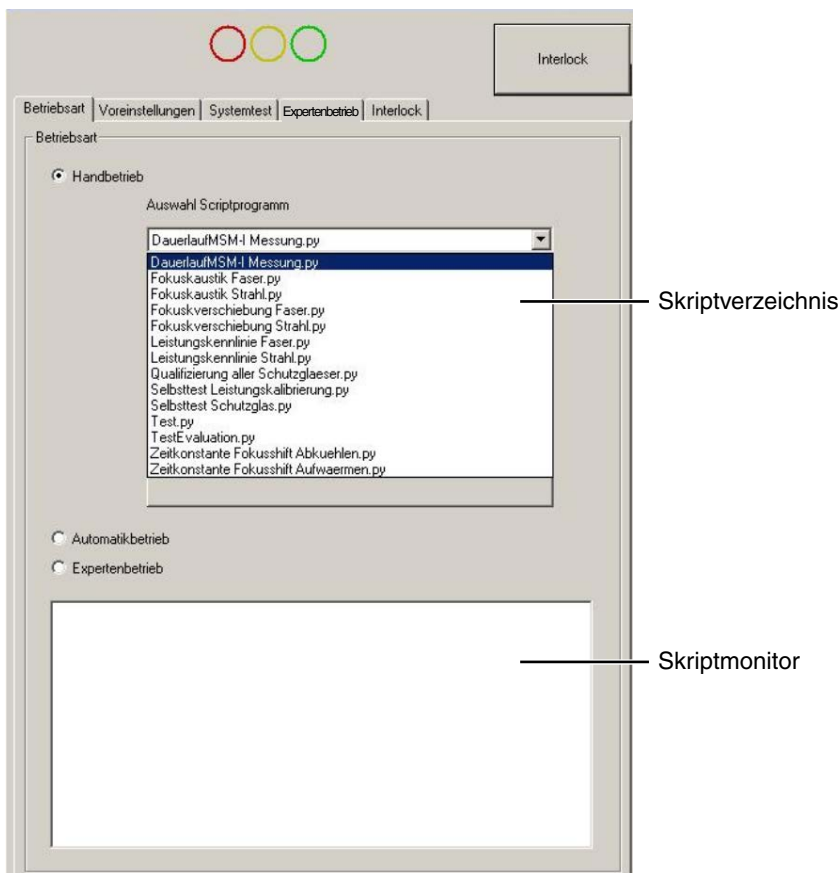 Interlock
Betriebsart Voreinstellungen Systemtest Expertenbetrieb Interlock
Betriebsart
Handbetrieb
Auswahl Scriptprogramm
DauerlaufMSM-I Messung.py
DauerlaufMSM-I Messung.py
Fokuskaustik Faser.py
Fokuskaustik Strahl.py
Fokuskverschiebung Faser.py
Fokuskverschiebung Strahl.py
Leistungskennlinie Faser.py
Leistungskennlinie Strahl.py
Qualifizierung aller Schutzglaeser.py
Selbsttest Leistungskalibrierung.py
Selbsttest Schutzglas.py
Test.py
TestEvaluation.py
Zeitkonstante Fokusshift Abkuehlen.py
Zeitkonstante Fokusshift Aufwaermen.py
Skriptverzeichnis
Automatikbetrieb
Expertenbetrieb
Skriptmonitor